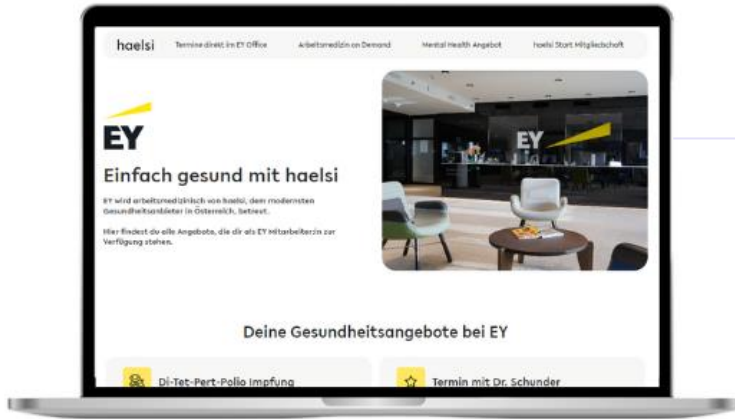 haelsi
Termine direkt im EY Office
Arbeitsmedizin on Demand
Mental Health Angebot
haelsi Start Mitgliedschaft
EY
EY
Einfach gesund mit haelsi
EY wird arbeitsmedizinisch von haelsi, dem modernsten
Gesundheitsanbieter in Österreich, betreut.
Hier findest du alle Angebote, die dir als EY Mitarbeiter:in zur
Verfügung stehen.
Deine Gesundheitsangebote bei EY
Di-Tet-Pert-Polio Impfung
Termin mit Dr. Schunder